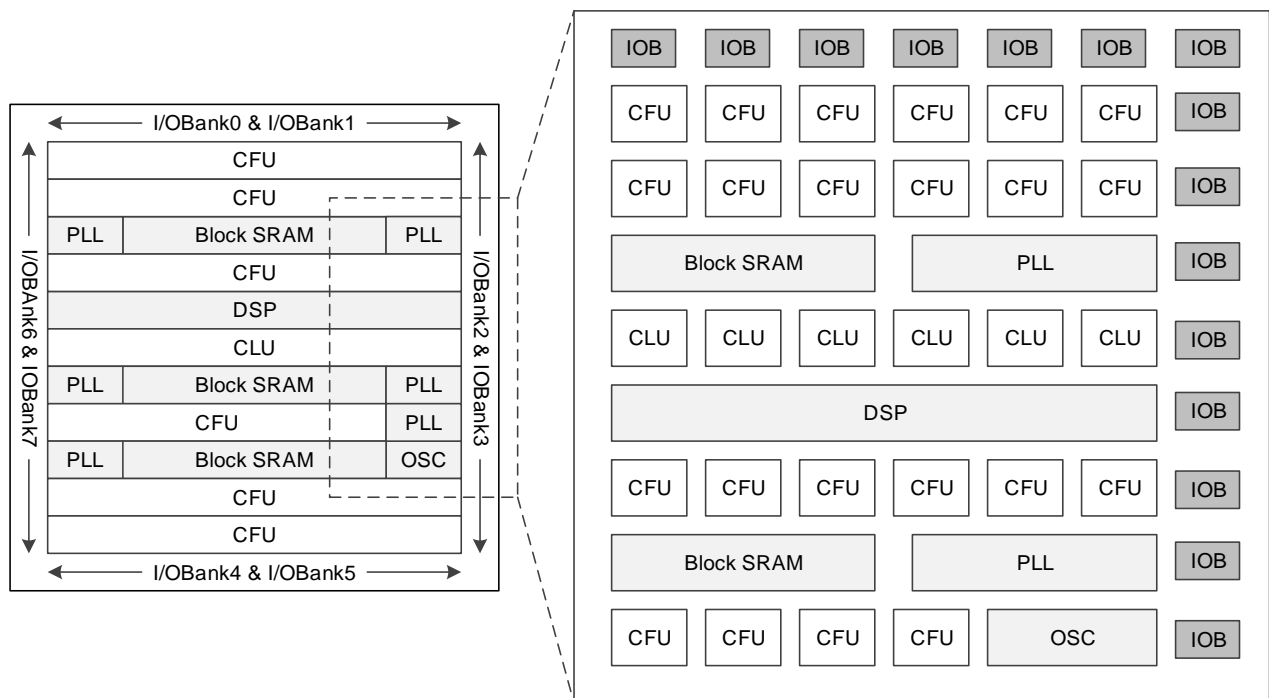 I/OBank0 & I/OBank1
I/OBAnk6 & IOBank7
I/OBank2 & IOBank3
CFU
CFU
PLL Block SRAM PLL
CFU
DSP
CLU
PLL Block SRAM PLL
CFU PLL
PLL Block SRAM OSC
CFU
CFU
I/OBank4 & I/OBank5
IOB IOB IOB IOB IOB IOB IOB
CFU CFU CFU CFU CFU CFU IOB
CFU CFU CFU CFU CFU CFU IOB
Block SRAM PLL IOB
CLU CLU CLU CLU CLU CLU IOB
DSP IOB
CFU CFU CFU CFU CFU CFU IOB
Block SRAM PLL IOB
CFU CFU CFU CFU OSC IOB